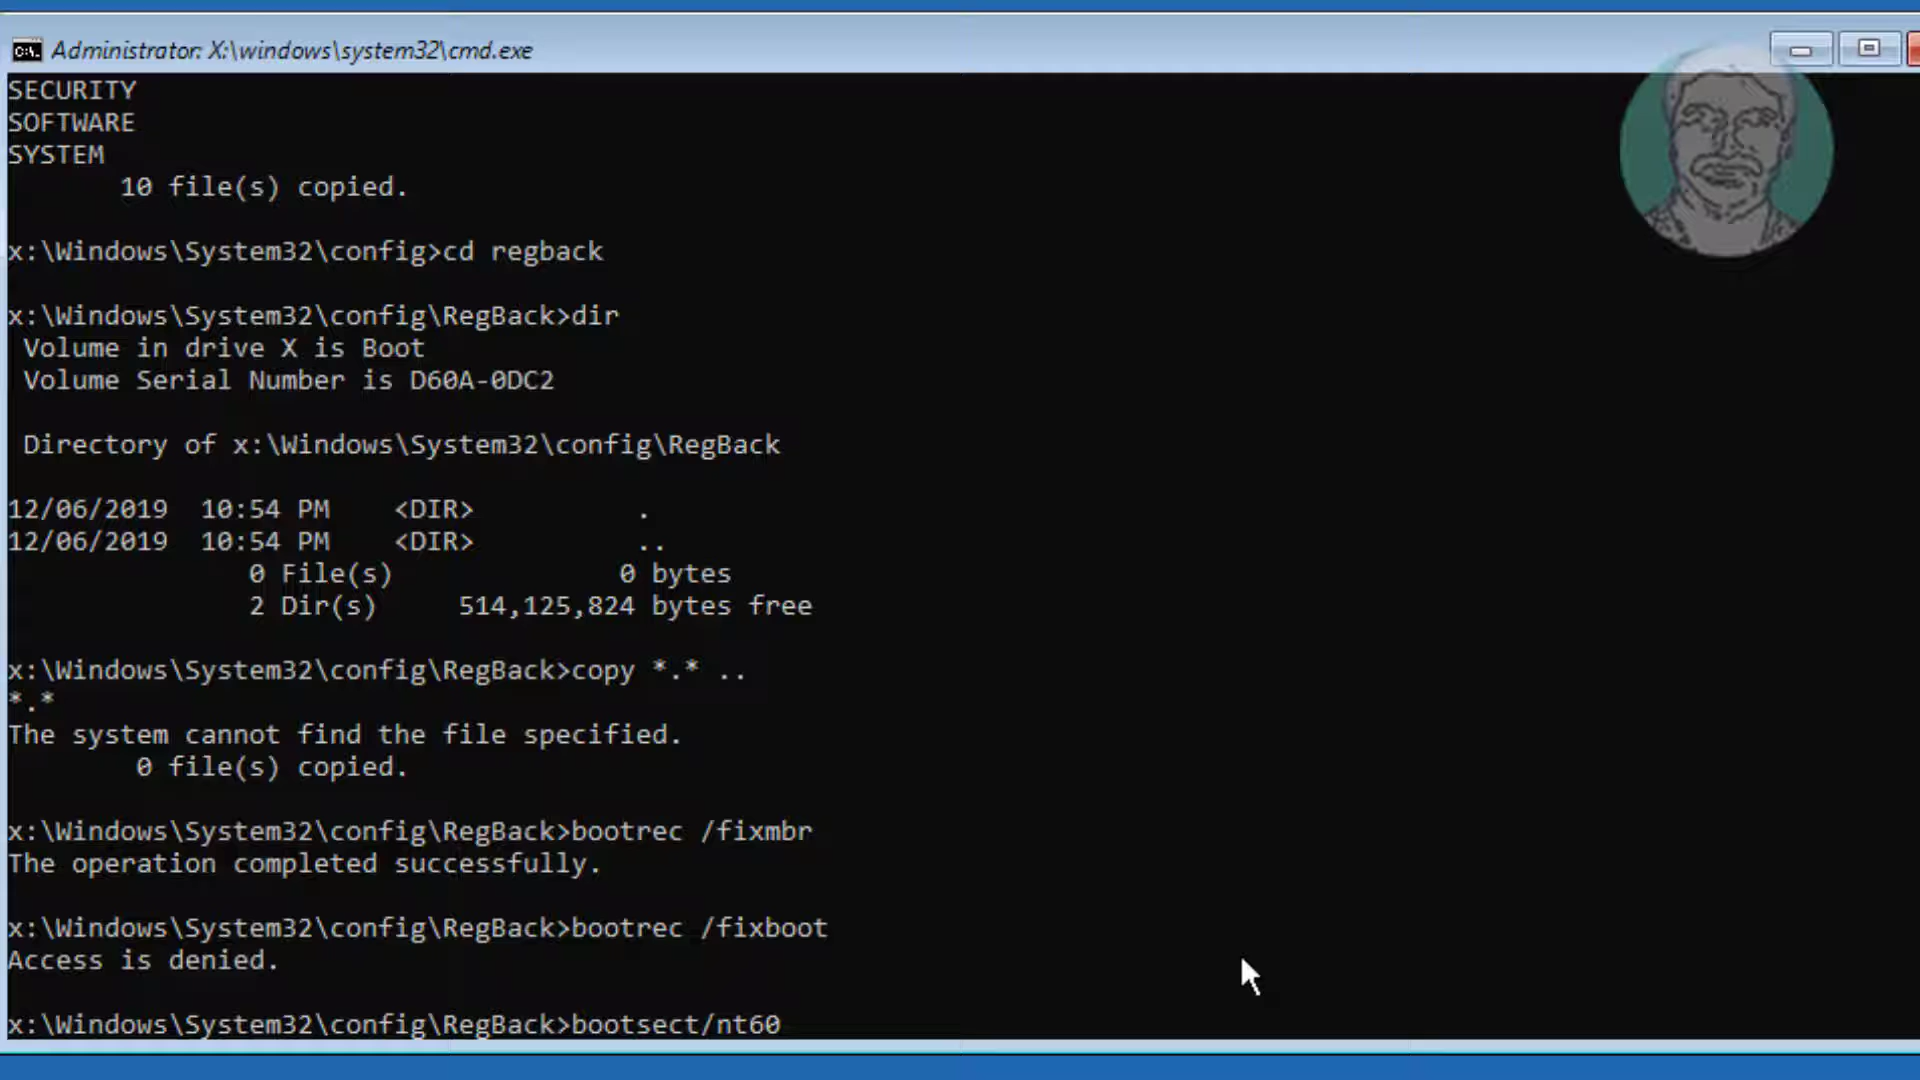 Administrator: X:\windows\system32\cmd.exe
SECURITY
SOFTWARE
SYSTEM
10 file(s) copied.
x:\Windows\System32\config>cd regback
x:\Windows\System32\config\RegBack>dir
Volume in drive X is Boot
Volume Serial Number is D60A-0DC2
Directory of x:\Windows\System32\config\RegBack
12/06/2019 10:54 PM <DIR> .
12/06/2019 10:54 PM <DIR> ..
0 File(s) 0 bytes
2 Dir(s) 514,125,824 bytes free
x:\Windows\System32\config\RegBack>copy *.* ..
*.*
The system cannot find the file specified.
0 file(s) copied.
x:\Windows\System32\config\RegBack>bootrec /fixmbr
The operation completed successfully.
x:\Windows\System32\config\RegBack>bootrec /fixboot
Access is denied.
x:\Windows\System32\config\RegBack>bootsect/nt60